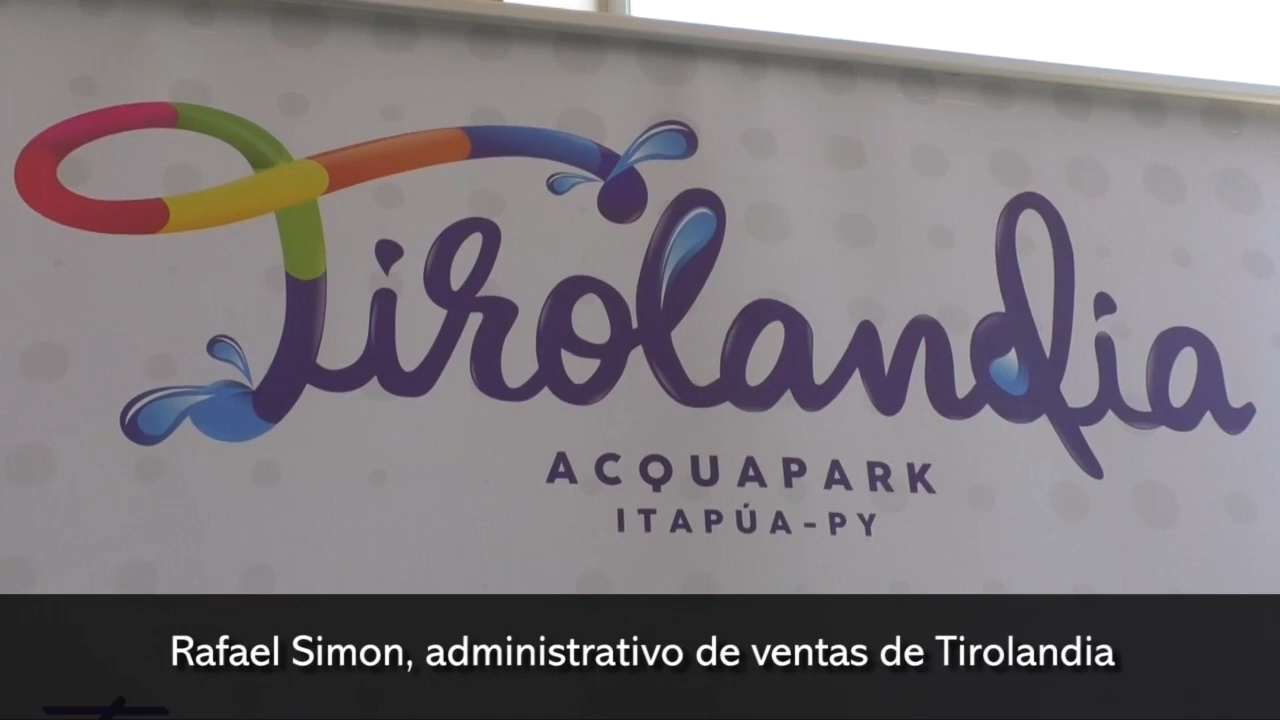 Tirolandia
ACQUAPARK
ITAPÚA-PY
Rafael Simon, administrativo de ventas de Tirolandia